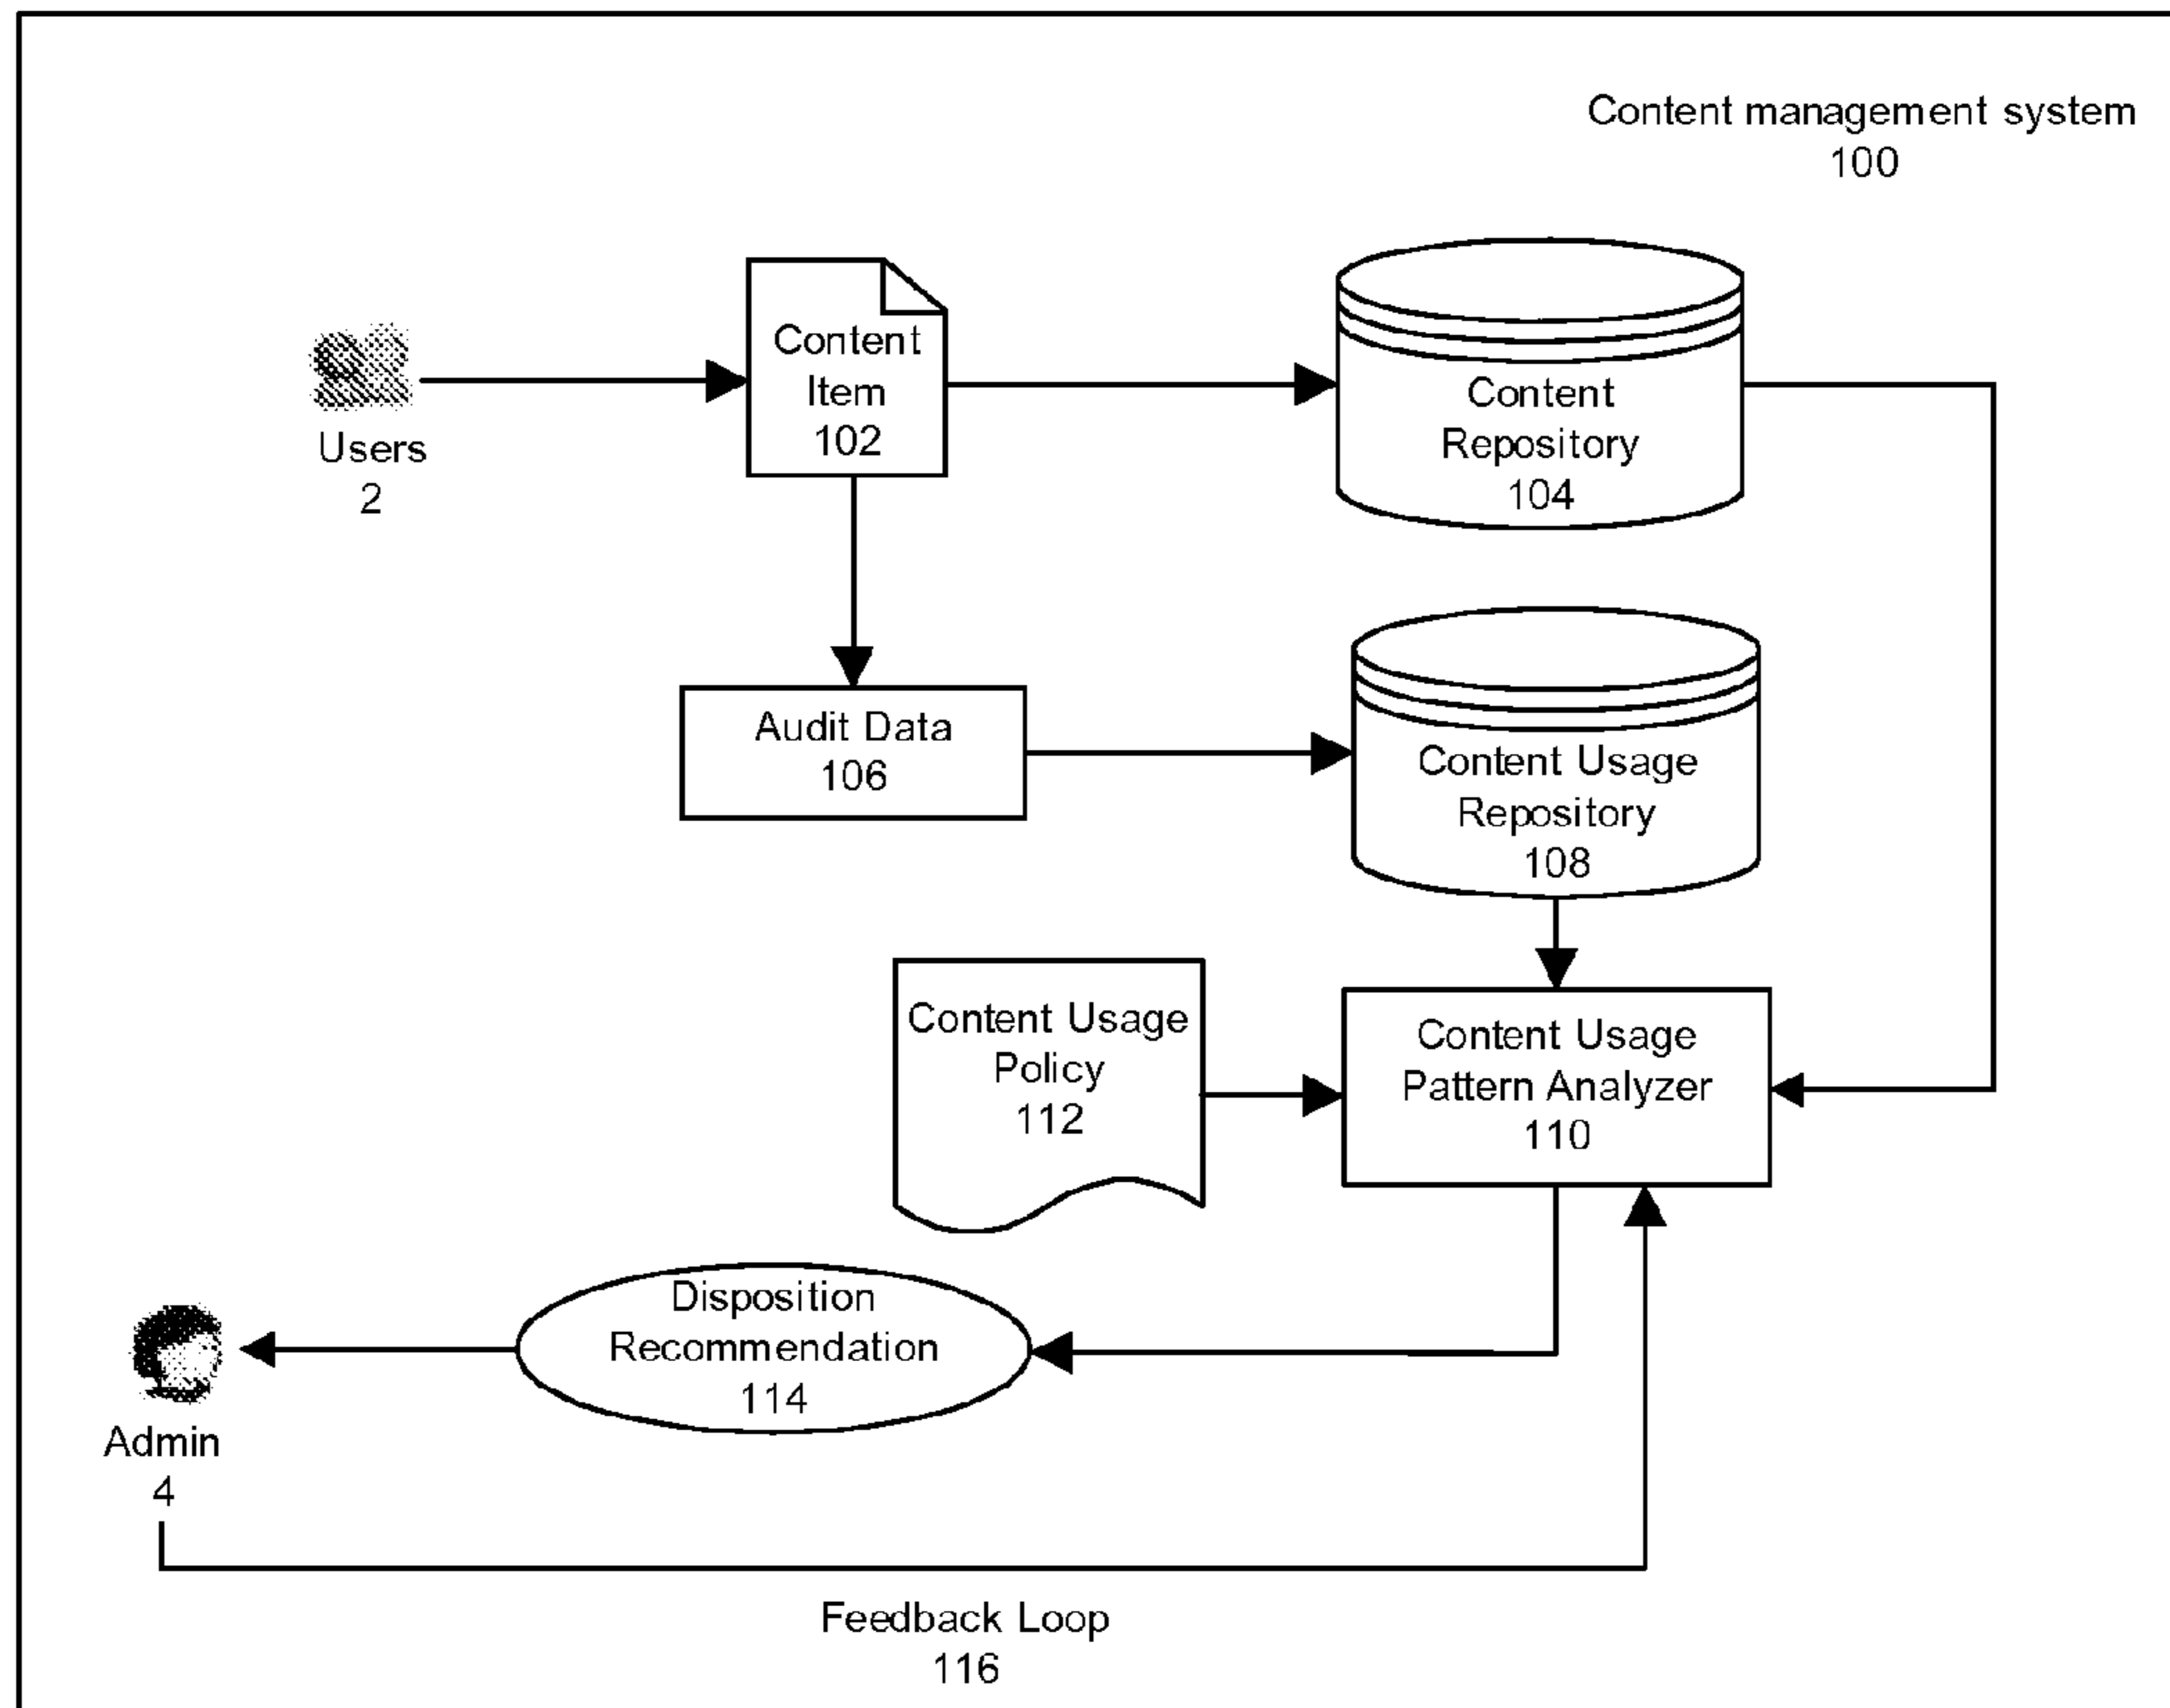 Content management system
100
Content
Item
102
Users
2
Content
Repository
104
Audit Data
106
Content Usage
Repository
108
Content Usage
Policy
112
Content Usage
Pattern Analyzer
110
Disposition
Recommendation
114
Admin
4
Feedback Loop
116